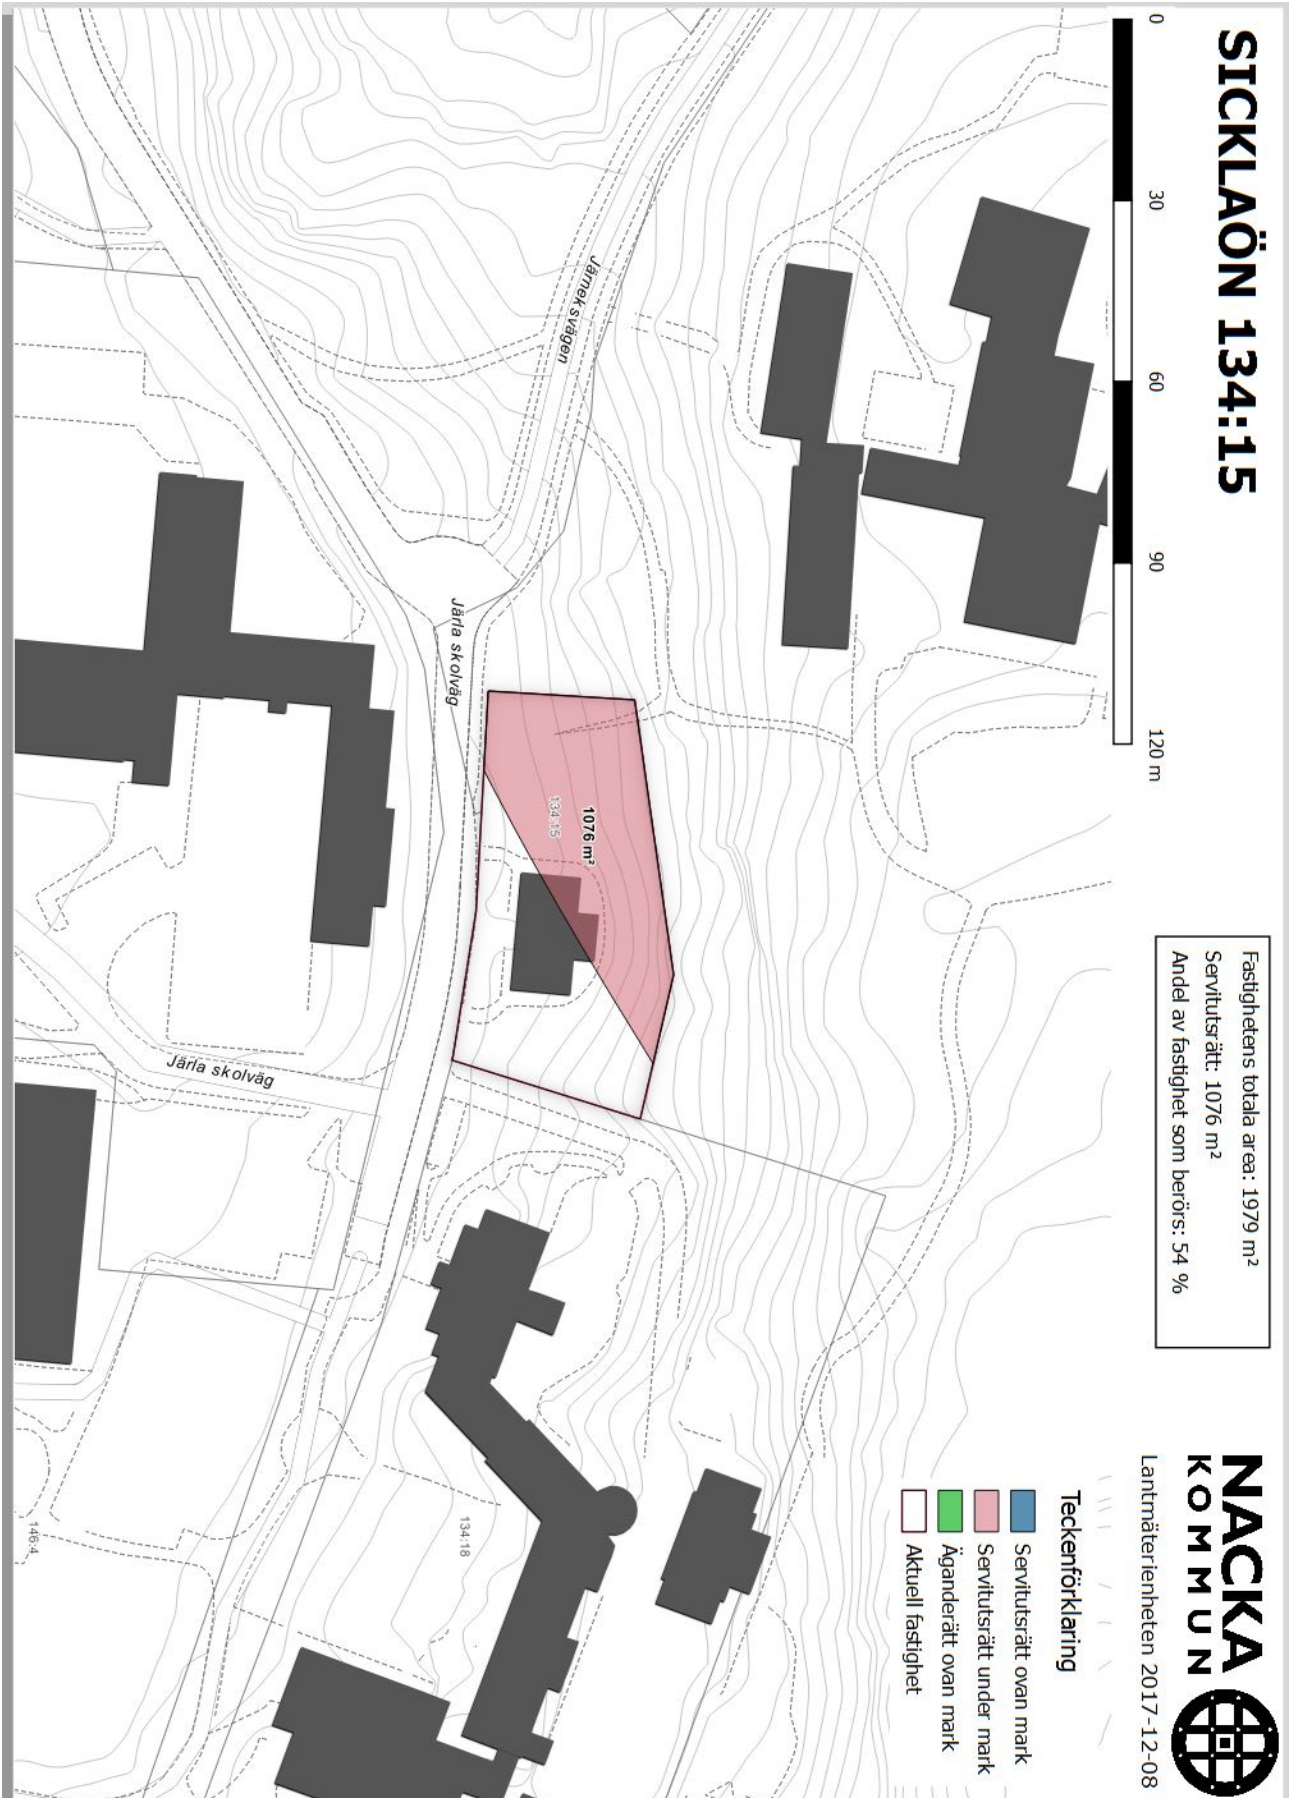 SICKLAÖN 134:15
0 30 60 90 120 m
Fastighetens totala area: 1979 m²
Servitutsrätt: 1076 m²
Andel av fastighet som berörs: 54 %
NACKA
KOMMUN
Lantmäterienheten 2017-12-08
Teckenförklaring
Servitutsrätt ovan mark
Servitutsrätt under mark
Äganderätt ovan mark
Aktuell fastighet
Järneksvägen
1076 m²
134:15
Järla skolväg
134:18
Järla skolväg
146:4